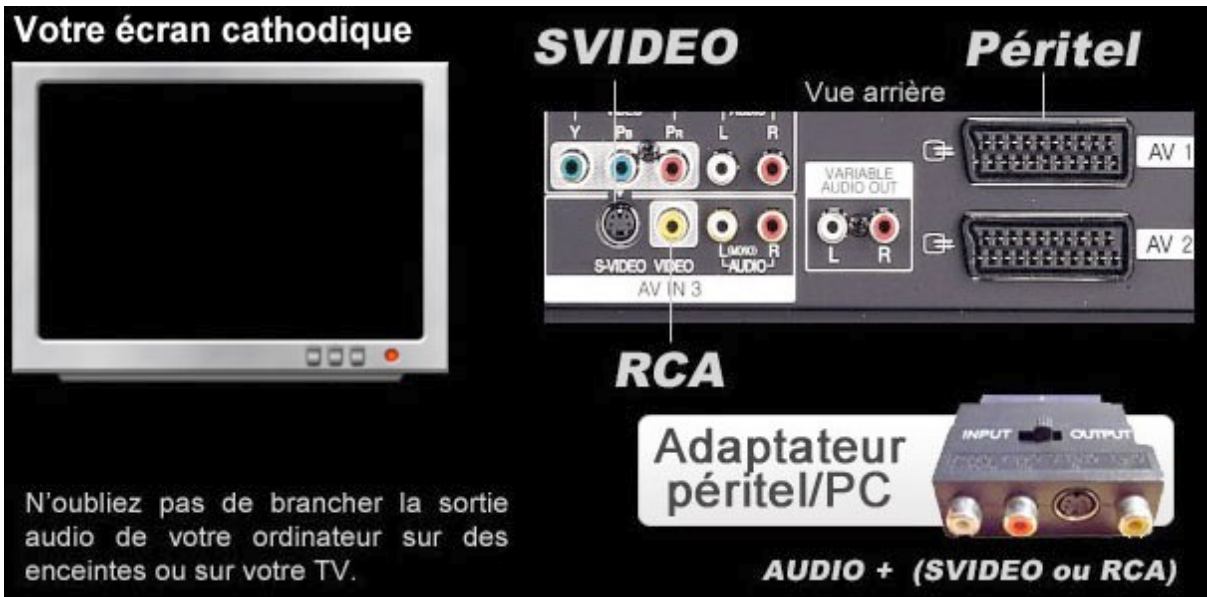 Votre écran cathodique
SVIDEO
Péritel
Vue arrière
Y PB PR L R
AV 1
VARIABLE
AUDIO OUT
L R
AV 2
L(MONO) R
S-VIDEO VIDEO AUDIO
AV IN 3
RCA
Adaptateur
péritel/PC
INPUT OUTPUT
N'oubliez pas de brancher la sortie
audio de votre ordinateur sur des
enceintes ou sur votre TV.
AUDIO + (SVIDEO ou RCA)